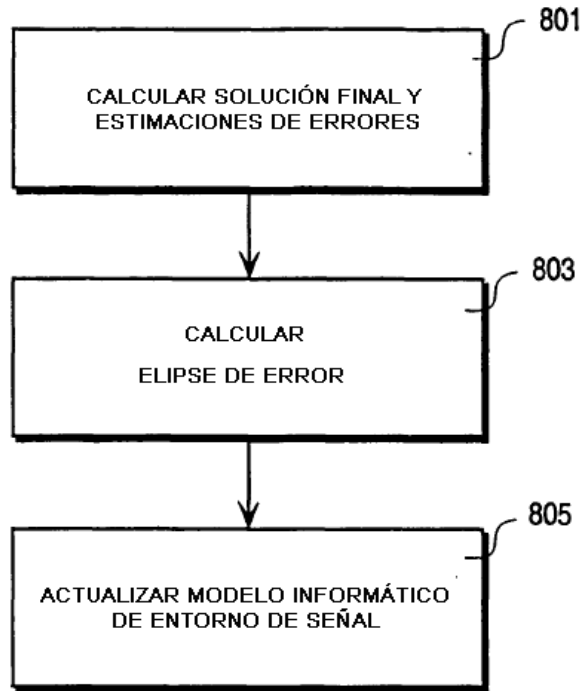 801
CALCULAR SOLUCIÓN FINAL Y
ESTIMACIONES DE ERRORES
803
CALCULAR
ELIPSE DE ERROR
805
ACTUALIZAR MODELO INFORMÁTICO
DE ENTORNO DE SEÑAL